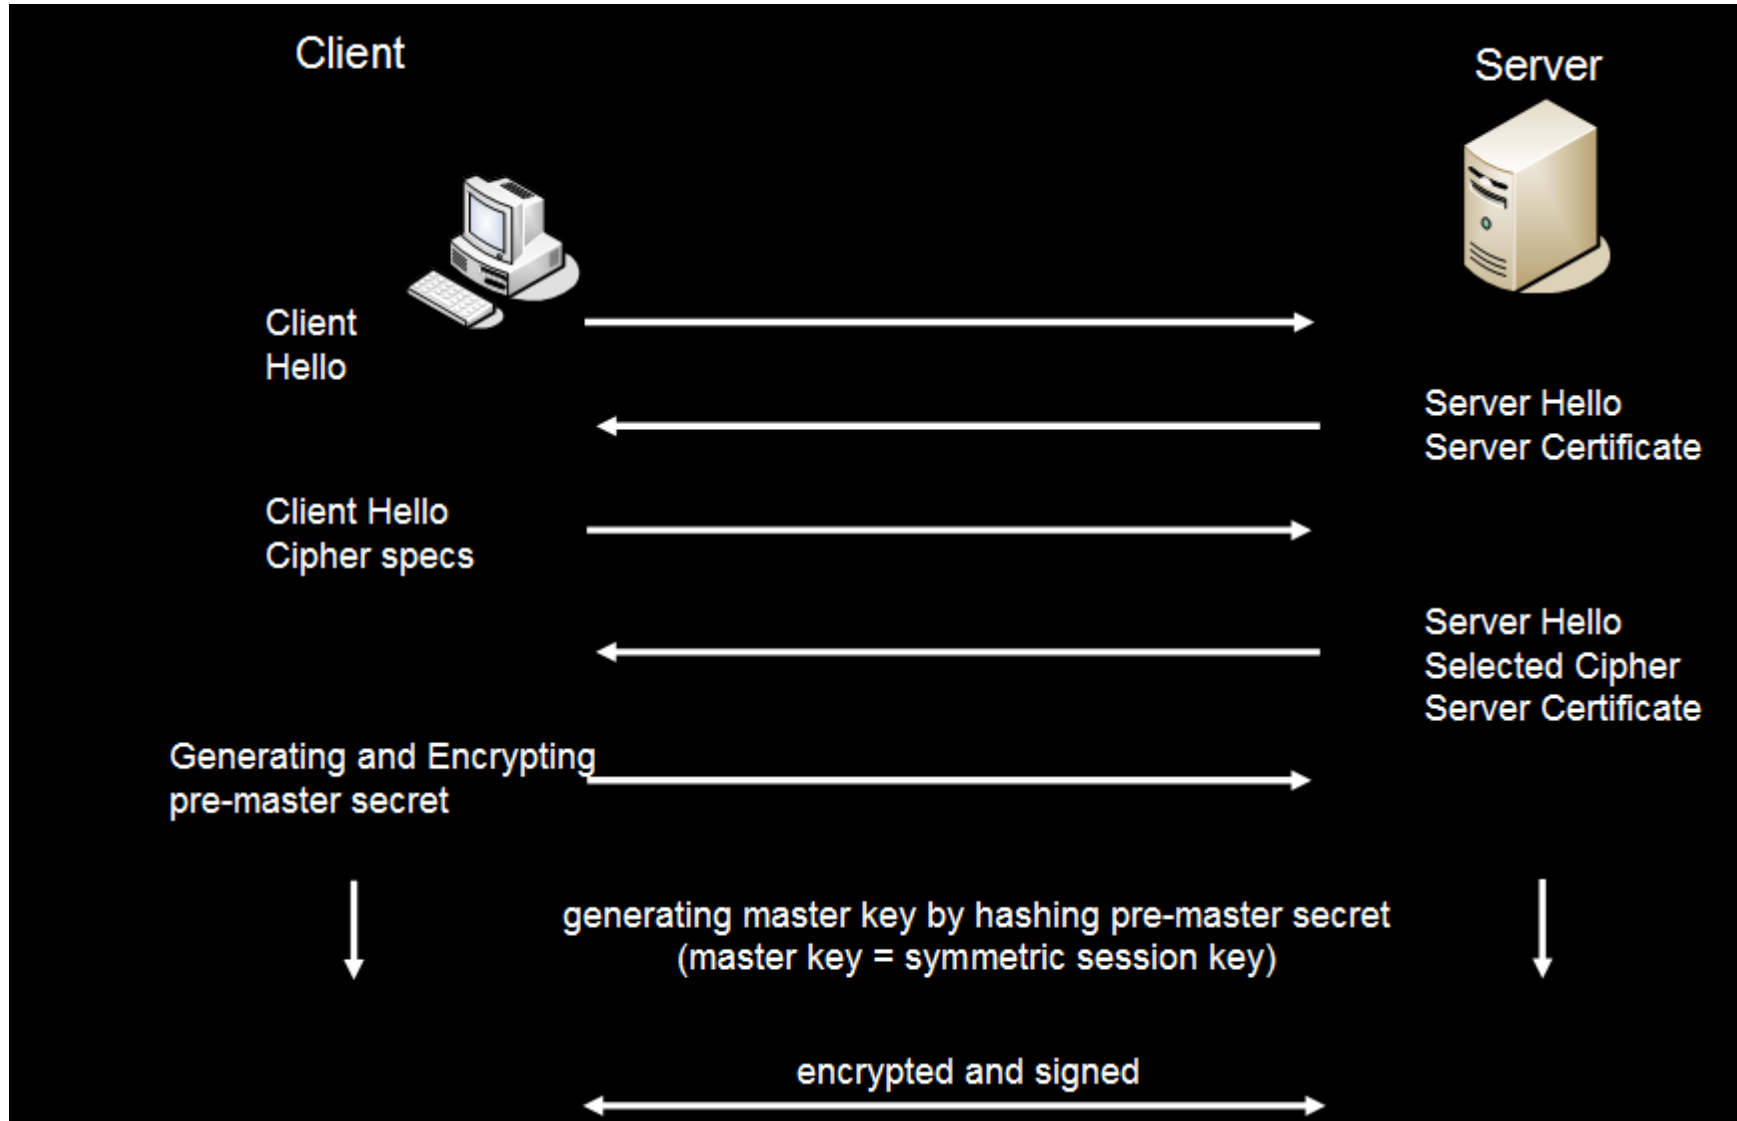 Client
Server
Client
Hello
Server Hello
Server Certificate
Client Hello
Cipher specs
Server Hello
Selected Cipher
Server Certificate
Generating and Encrypting
pre-master secret
generating master key by hashing pre-master secret
(master key = symmetric session key)
encrypted and signed